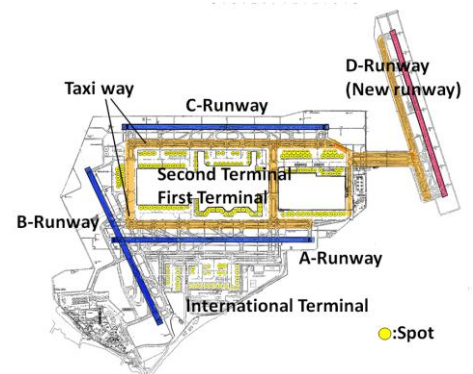 D-Runway
(New runway)
Taxi way
C-Runway
Second Terminal
First Terminal
B-Runway
A-Runway
International Terminal
:Spot